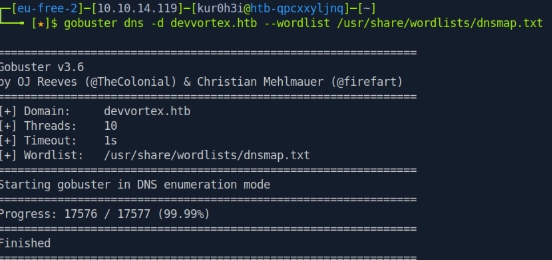 ┌─[eu-free-2]─[10.10.14.119]─[kur0h3i@htb-qpcxxyljnq]─[~]
└──╼ [★]$ gobuster dns -d devvortex.htb --wordlist /usr/share/wordlists/dnsmap.txt
===============================================================
Gobuster v3.6
by OJ Reeves (@TheColonial) & Christian Mehlmauer (@firefart)
===============================================================
[+] Domain:     devvortex.htb
[+] Threads:    10
[+] Timeout:    1s
[+] Wordlist:   /usr/share/wordlists/dnsmap.txt
===============================================================
Starting gobuster in DNS enumeration mode
===============================================================
Progress: 17576 / 17577 (99.99%)
===============================================================
Finished
===============================================================